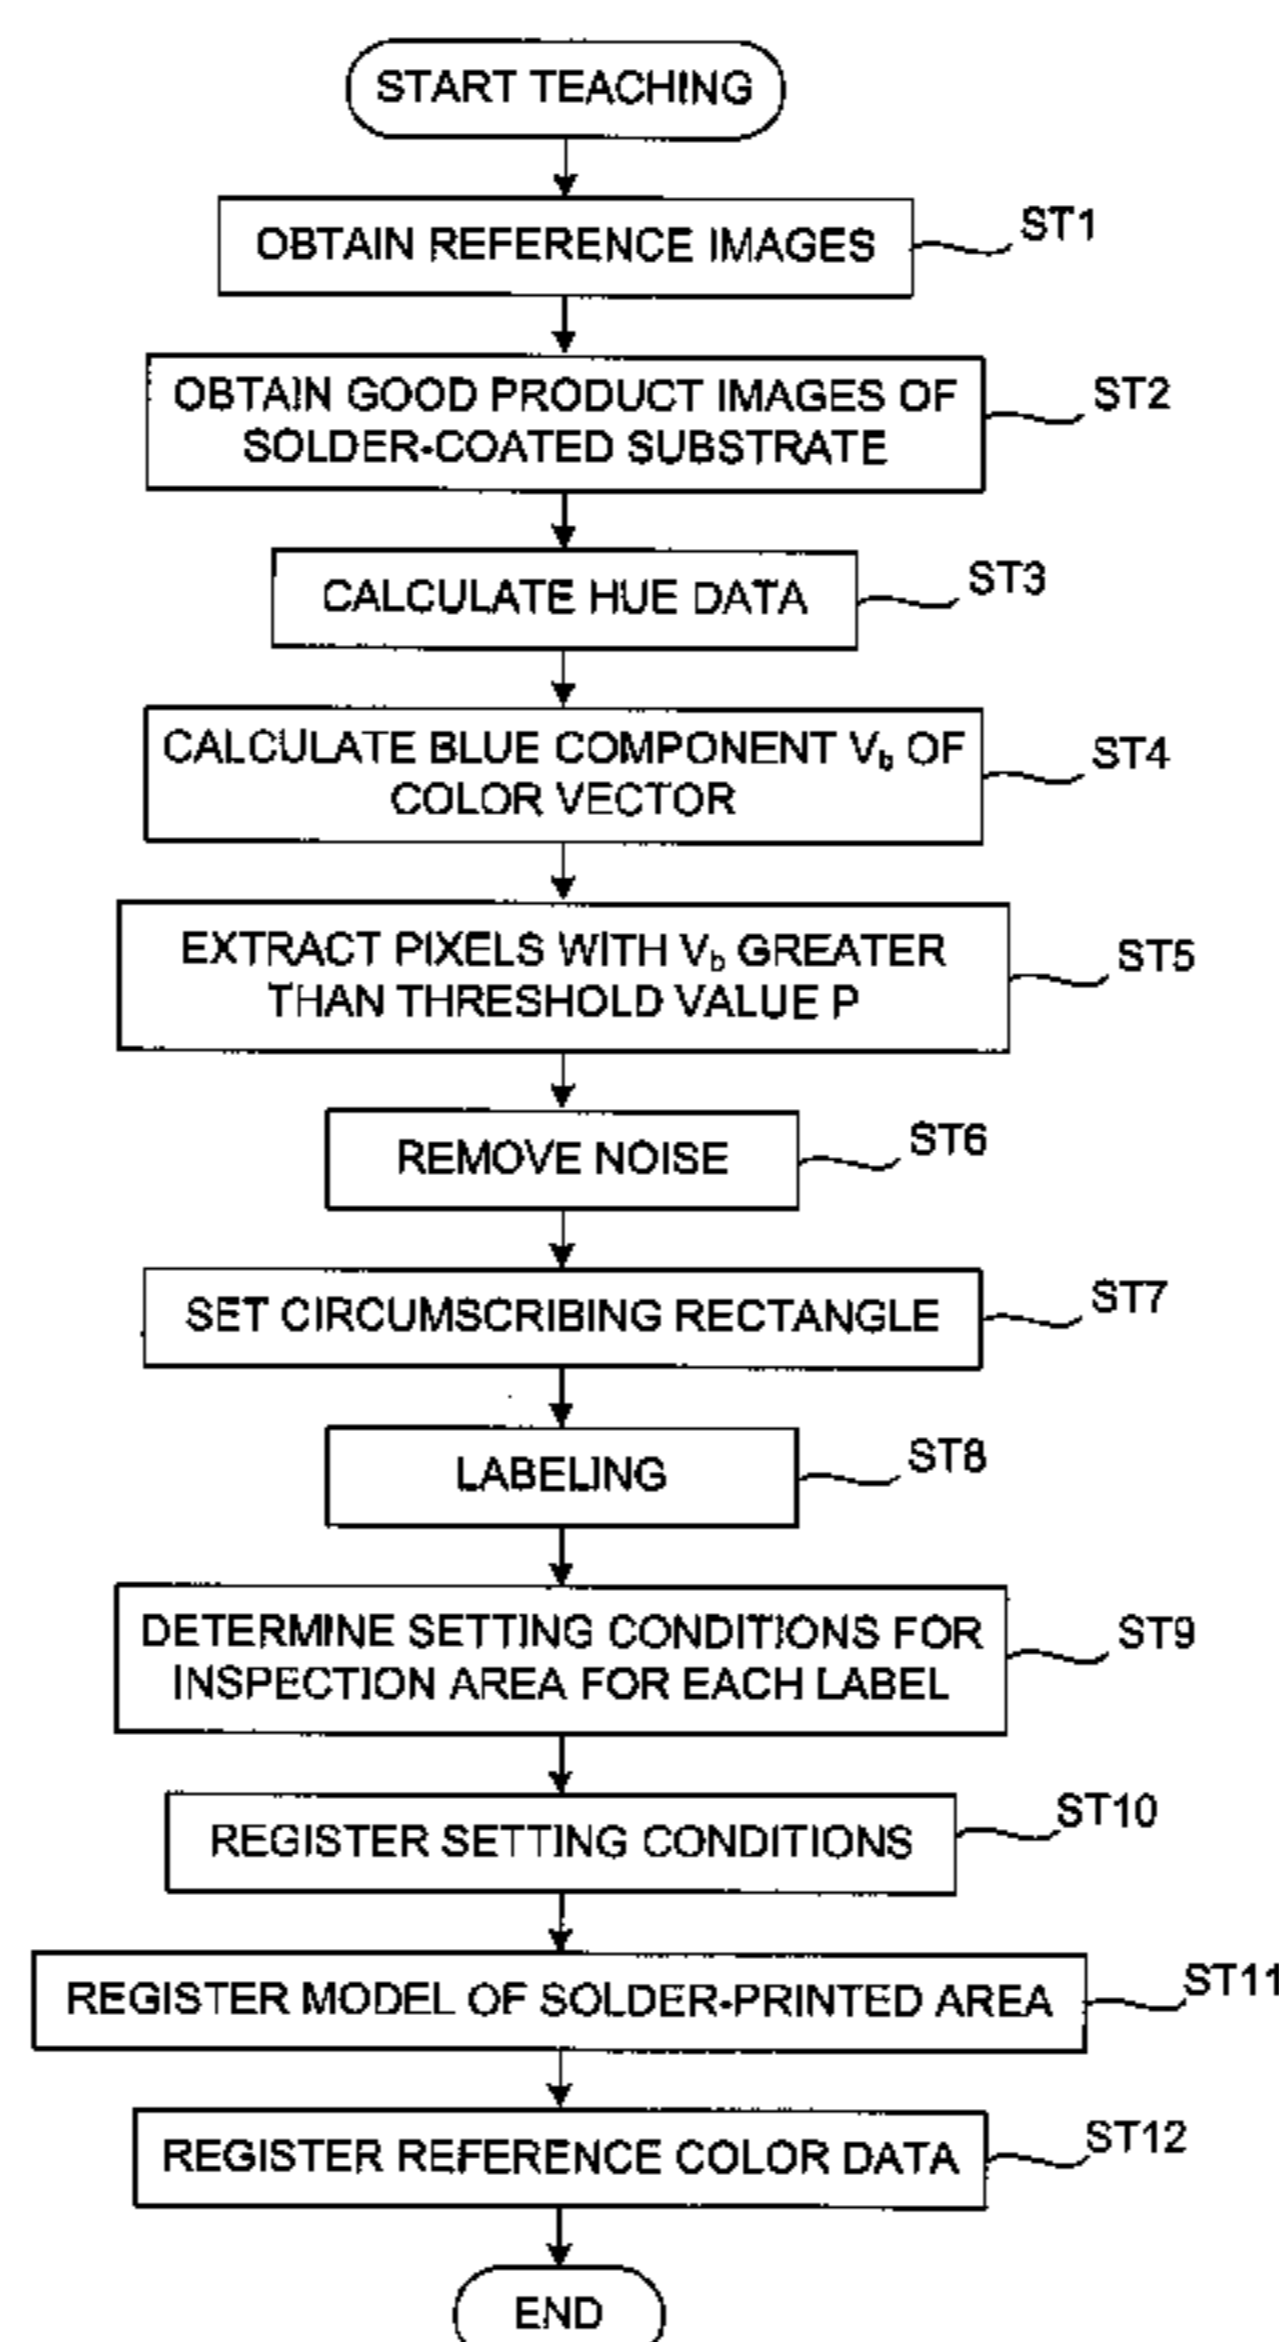 START TEACHING
OBTAIN REFERENCE IMAGES
ST1
OBTAIN GOOD PRODUCT IMAGES OF
SOLDER-COATED SUBSTRATE
ST2
CALCULATE HUE DATA
ST3
CALCULATE BLUE COMPONENT Vb OF
COLOR VECTOR
ST4
EXTRACT PIXELS WITH Vb GREATER
THAN THRESHOLD VALUE P
ST5
REMOVE NOISE
ST6
SET CIRCUMSCRIBING RECTANGLE
ST7
LABELING
ST8
DETERMINE SETTING CONDITIONS FOR
INSPECTION AREA FOR EACH LABEL
ST9
REGISTER SETTING CONDITIONS
ST10
REGISTER MODEL OF SOLDER-PRINTED AREA
ST11
REGISTER REFERENCE COLOR DATA
ST12
END